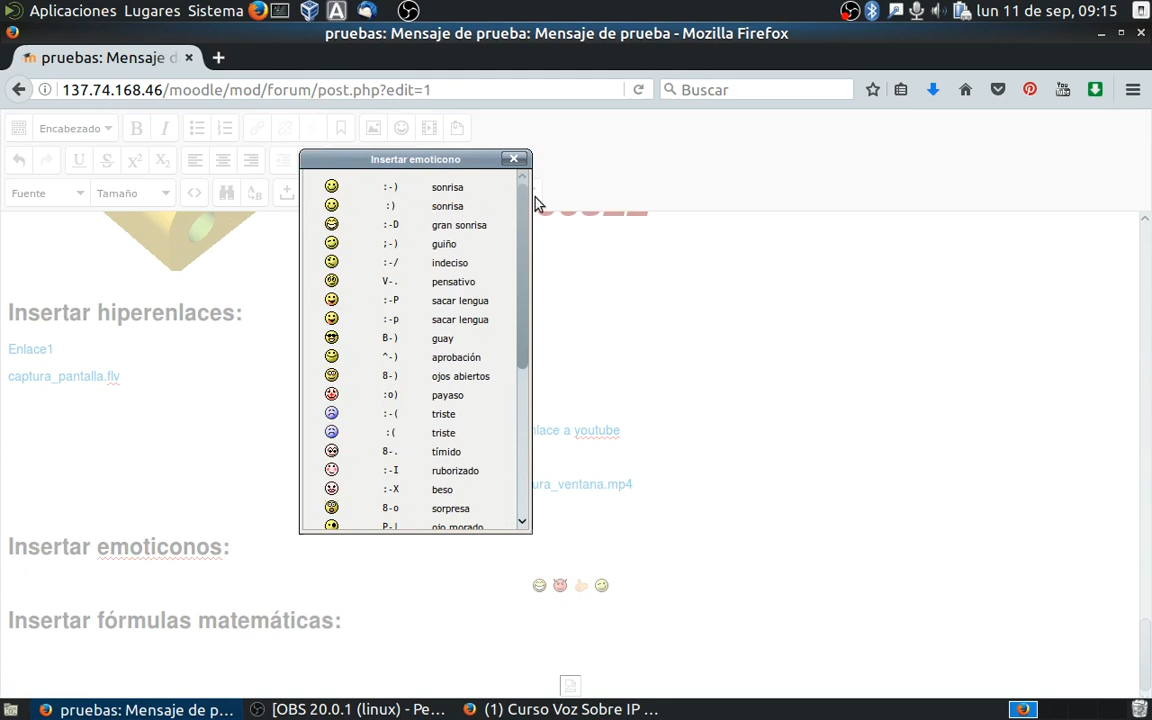 Aplicaciones Lugares Sistema lun 11 de sep, 09:15
pruebas: Mensaje de prueba: Mensaje de prueba - Mozilla Firefox
pruebas: Mensaje d
137.74.168.46/moodle/mod/forum/post.php?edit=1 Buscar
Encabezado B I
U S X² X₂
Fuente Tamaño
Insertar emoticono
:-) sonrisa
:) sonrisa
:-D gran sonrisa
;-) guiño
:-/ indeciso
V-. pensativo
:-P sacar lengua
:-p sacar lengua
B-) guay
^-) aprobación
8-) ojos abiertos
:o) payaso
:-( triste
:( triste
8-. tímido
:-I ruborizado
:-X beso
8-o sorpresa
P-| ojo morado
Insertar hiperenlaces:
Enlace1
captura_pantalla.flv
nlace a youtube
ura_ventana.mp4
Insertar emoticonos:
Insertar fórmulas matemáticas:
pruebas: Mensaje de p... [OBS 20.0.1 (linux) - Pe... (1) Curso Voz Sobre IP ...